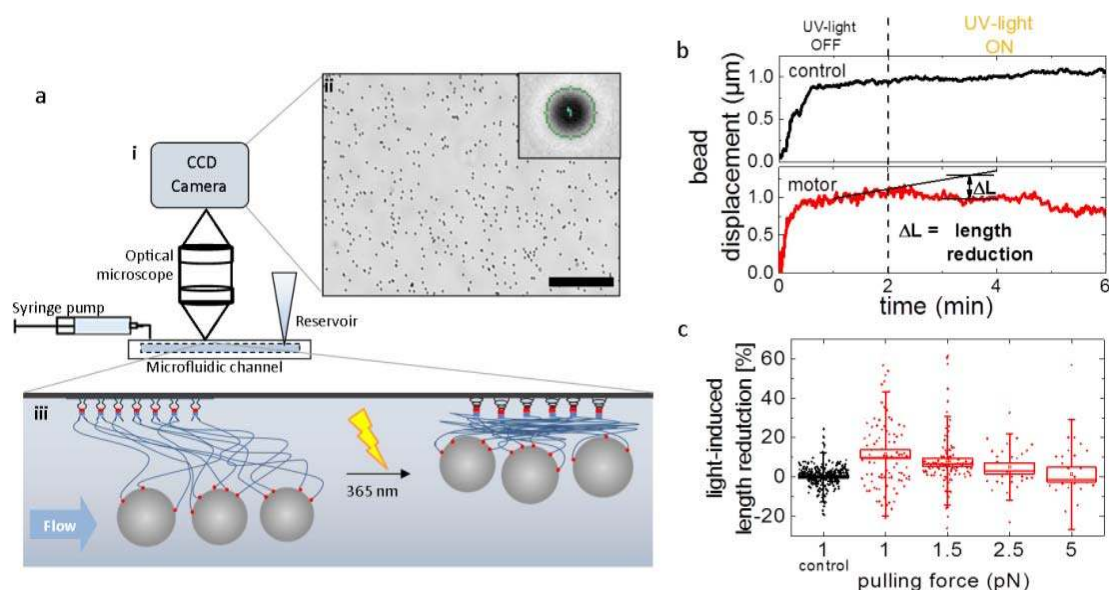 a
i
CCD
Camera
Optical
microscope
Syringe pump
Reservoir
Microfluidic channel
ii
iii
365 nm
Flow
b
UV-light
OFF
UV-light
ON
control
1.0
0.5
0.0
motor
ΔL
ΔL = length
reduction
1.0
0.5
0.0
bead
displacement (µm)
0
2
4
6
time (min)
c
light-induced
length redutction [%]
60
40
20
0
-20
1
control
1
1.5
2.5
5
pulling force (pN)